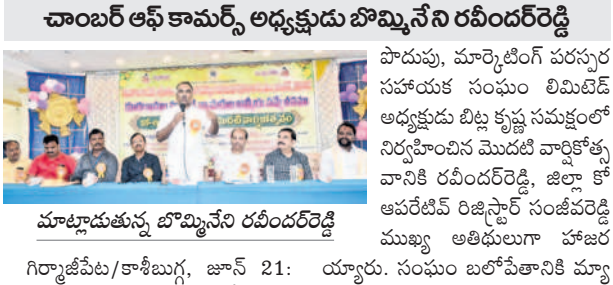 చాంబర్ ఆఫ్ కామర్స్ అధ్యక్షుడు బొమ్మినేని రవీందర్‌రెడ్డి
మాట్లాడుతున్న బొమ్మినేని రవీందర్‌రెడ్డి
గిర్మాజీపేట/కాశీబుగ్గ, జూన్ 21:
పొదుపు, మార్కెటింగ్ పరస్పర
సహాయక సంఘం లిమిటెడ్
అధ్యక్షుడు బిట్ల కృష్ణ సమక్షంలో
నిర్వహించిన మొదటి వార్షికోత్స
వానికి రవీందర్‌రెడ్డి, జిల్లా కో
ఆపరేటివ్ రిజిస్ట్రార్ సంజీవరెడ్డి
ముఖ్య అతిథులుగా హాజర
య్యారు. సంఘం బలోపేతానికి మ్యా